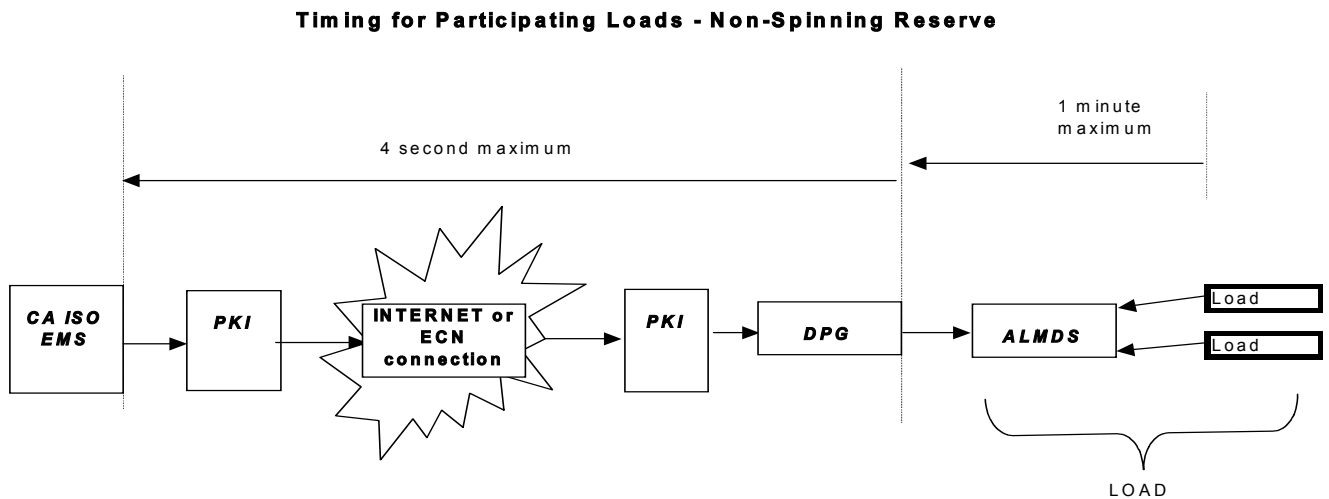 Timing for Participating Loads - Non-Spinning Reserve
1 minute
maximum
4 second maximum
CA ISO
EMS
PKI
INTERNET or
ECN
connection
PKI
DPG
ALMDS
Load
Load
LOAD